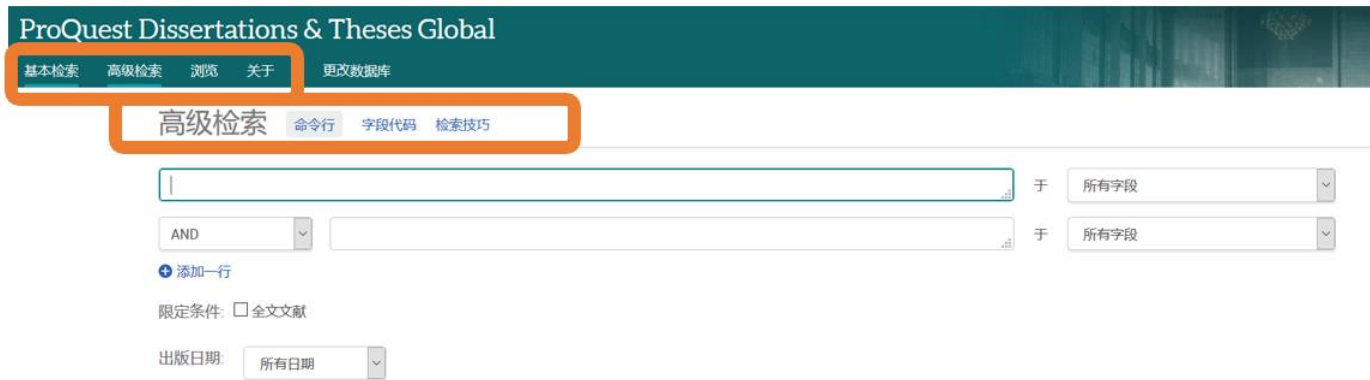 ProQuest Dissertations & Theses Global
基本检索 高级检索 浏览 关于 更改数据库
高级检索 命令行 字段代码 检索技巧
于 所有字段
AND 于 所有字段
添加一行
限定条件: 全文文献
出版日期: 所有日期